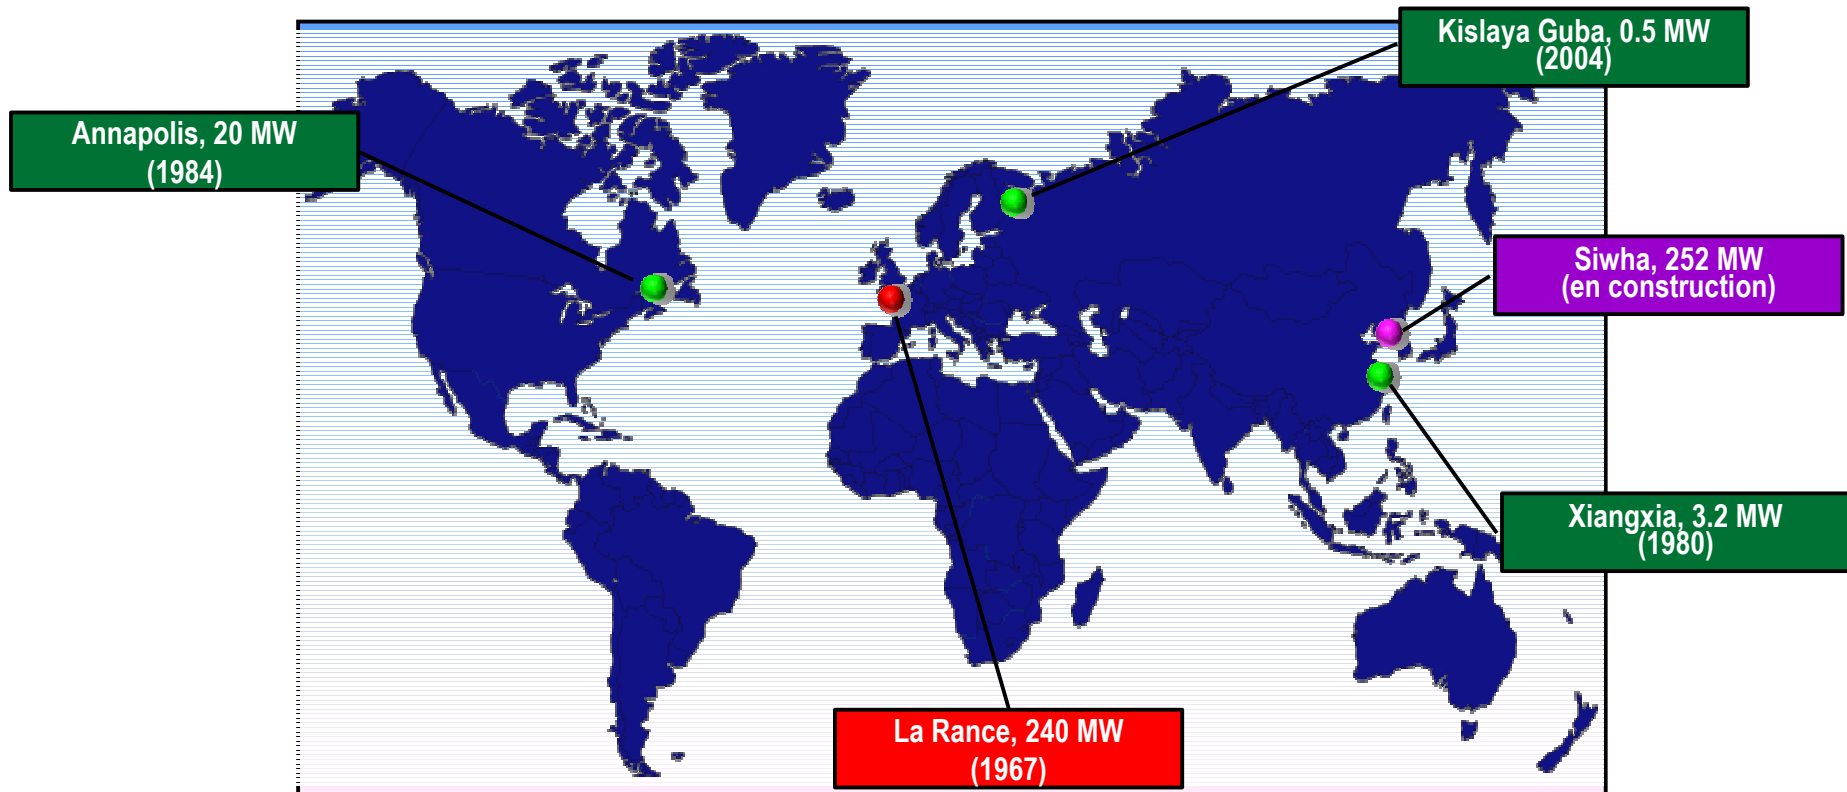 Kislaya Guba, 0.5 MW
(2004)
Annapolis, 20 MW
(1984)
Siwha, 252 MW
(en construction)
Xiangxia, 3.2 MW
(1980)
La Rance, 240 MW
(1967)